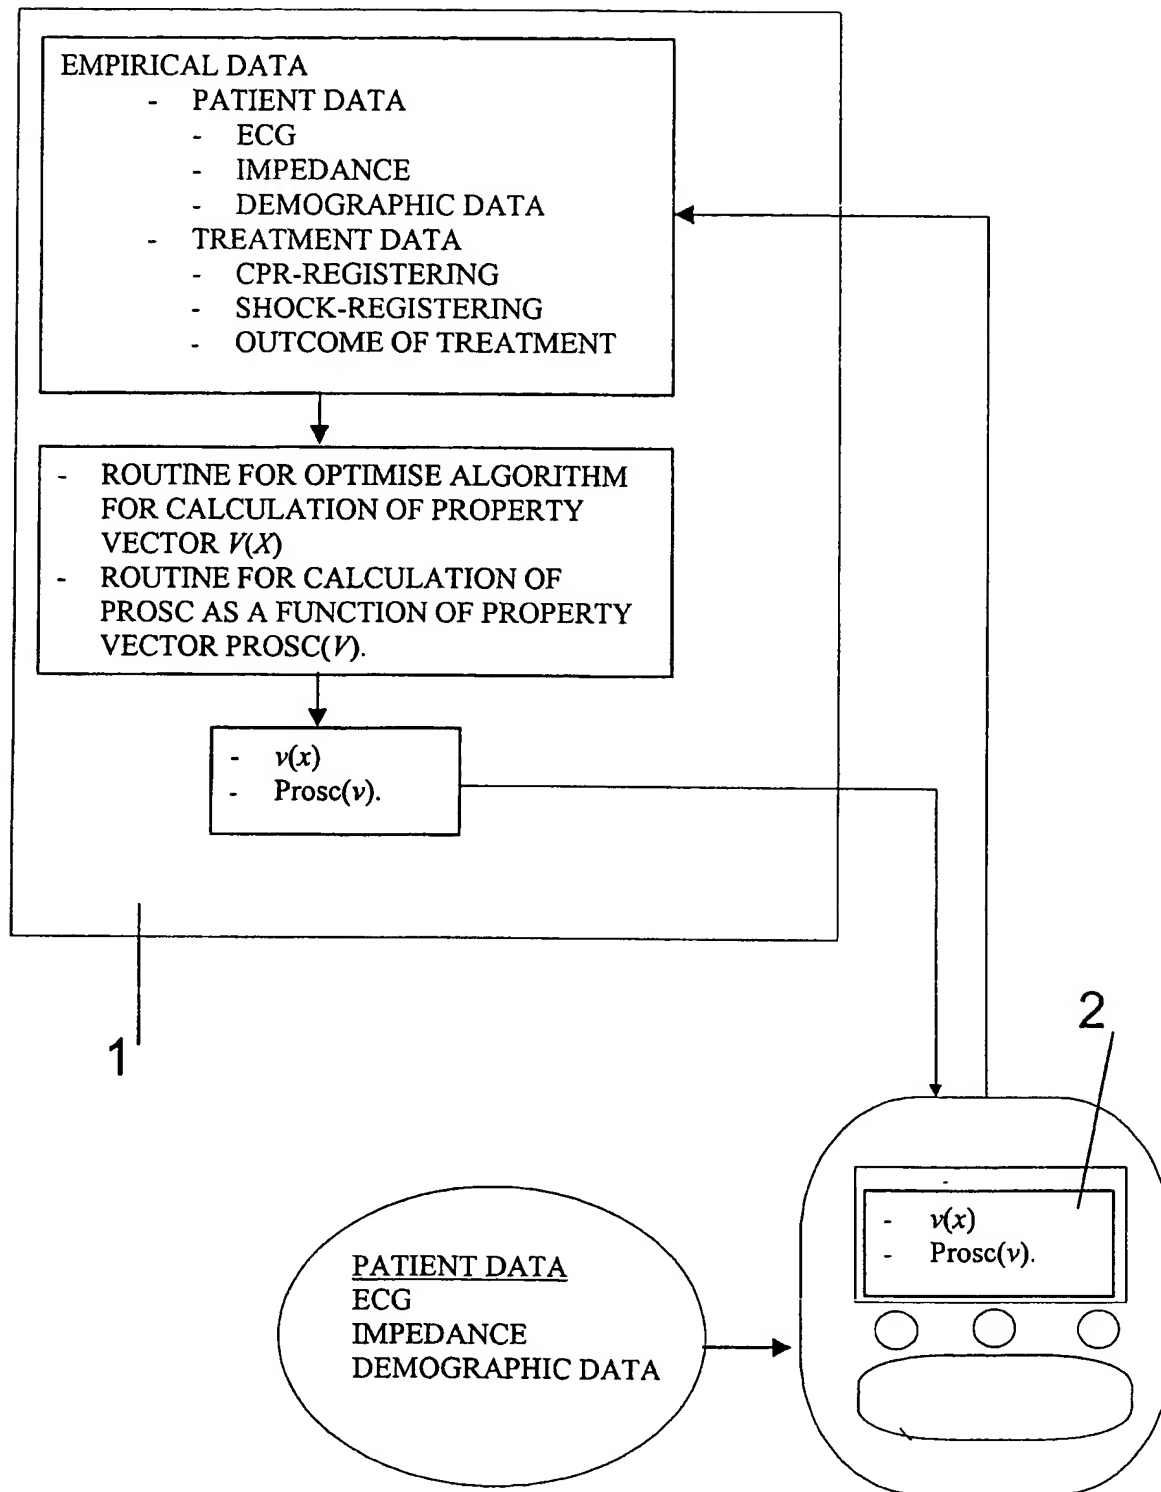 EMPIRICAL DATA
- PATIENT DATA
- ECG
- IMPEDANCE
- DEMOGRAPHIC DATA
- TREATMENT DATA
- CPR-REGISTERING
- SHOCK-REGISTERING
- OUTCOME OF TREATMENT
- ROUTINE FOR OPTIMISE ALGORITHM
FOR CALCULATION OF PROPERTY
VECTOR V(X)
- ROUTINE FOR CALCULATION OF
PROSC AS A FUNCTION OF PROPERTY
VECTOR PROSC(V).
- v(x)
- Prosc(v).
1
2
- v(x)
- Prosc(v).
PATIENT DATA
ECG
IMPEDANCE
DEMOGRAPHIC DATA